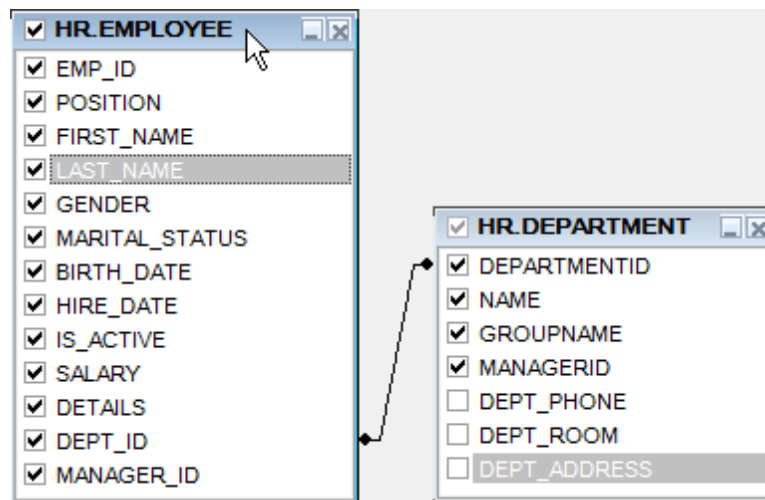 HR.EMPLOYEE
EMP_ID
POSITION
FIRST_NAME
LAST_NAME
GENDER
MARITAL_STATUS
BIRTH_DATE
HIRE_DATE
IS_ACTIVE
SALARY
DETAILS
DEPT_ID
MANAGER_ID
HR.DEPARTMENT
DEPARTMENTID
NAME
GROUPNAME
MANAGERID
DEPT_PHONE
DEPT_ROOM
DEPT_ADDRESS